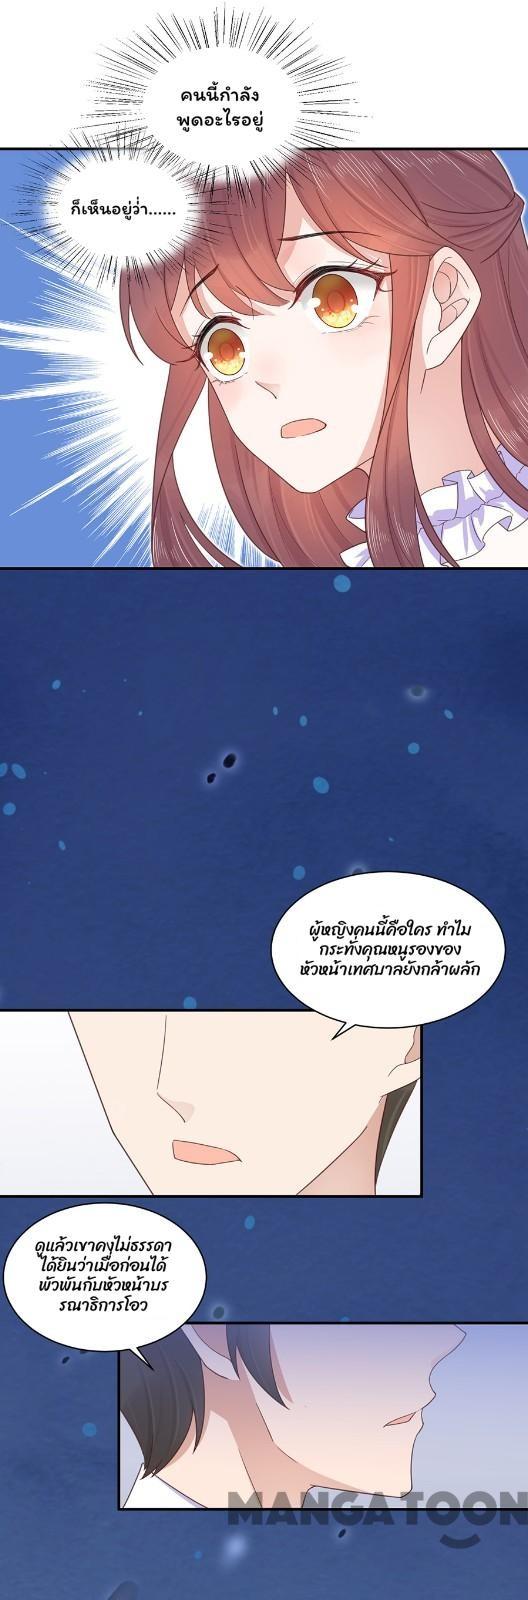 คนนี้กำลัง
พูดอะไรอยู่
ก็เห็นอยู่ว่า......
ผู้หญิงคนนี้คือใคร ทำไม
กระทั่งคุณหนูรองของ
หัวหน้าเทศบาลยังกล้าผลัก
ดูแล้วเขาคงไม่ธรรดา
ได้ยินว่าเมื่อก่อนได้
พัวพันกับหัวหน้าบร
รณาธิการโอว
MANGATOON